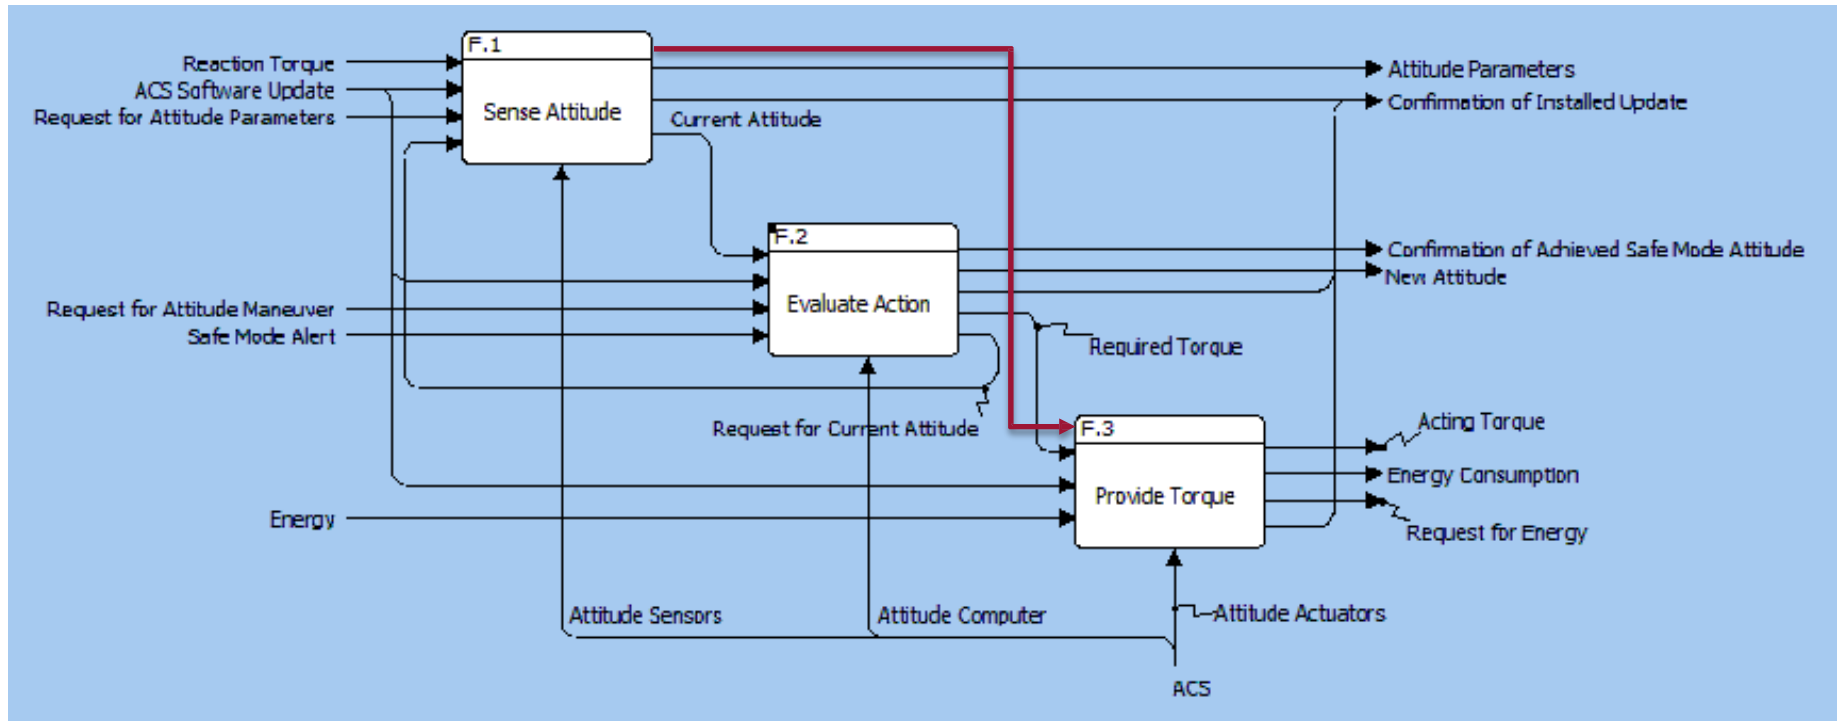 F.1
Reaction Torque
ACS Software Update
Request for Attitude Parameters
Sense Attitude
Current Attitude
Attitude Parameters
Confirmation of Installed Update
F.2
Evaluate Action
Request for Attitude Maneuver
Safe Mode Alert
Confirmation of Achieved Safe Mode Attitude
New Attitude
Required Torque
Request for Current Attitude
F.3
Provide Torque
Acting Torque
Energy Consumption
Request for Energy
Energy
Attitude Sensors
Attitude Computer
Attitude Actuators
ACS